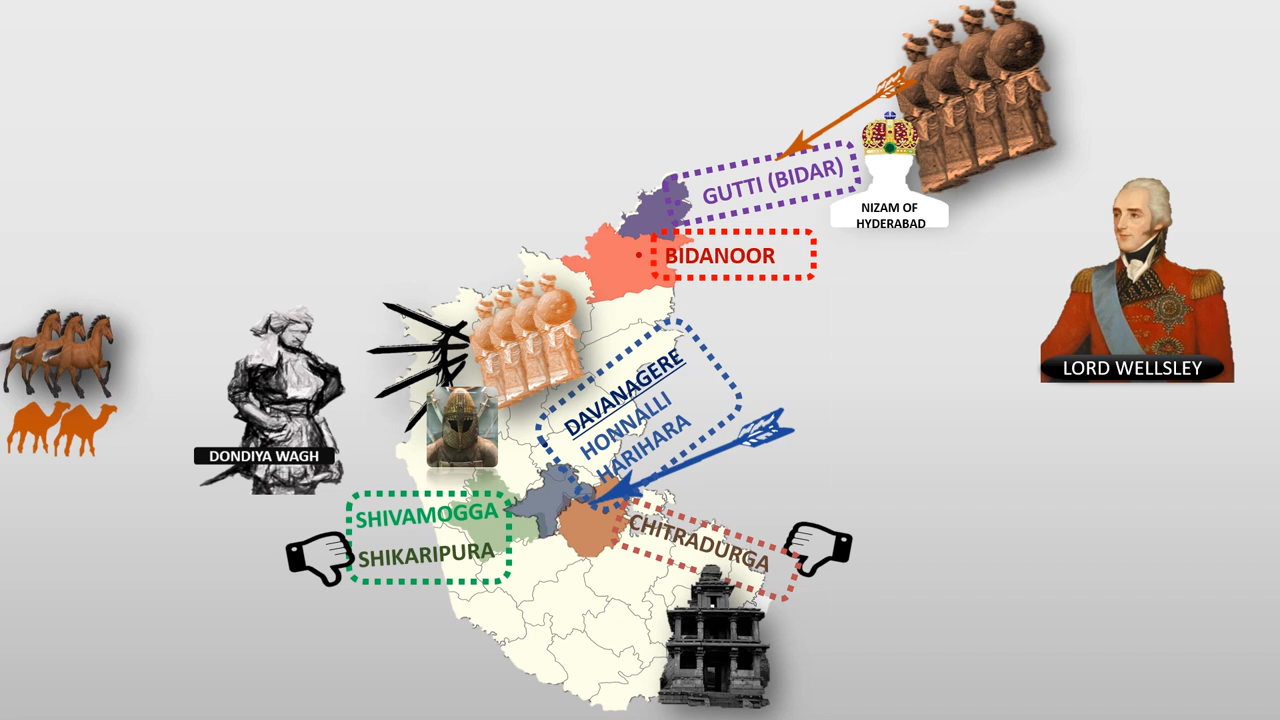 GUTTI (BIDAR)
NIZAM OF
HYDERABAD
• BIDANOOR
LORD WELLSLEY
DAVANAGERE
HONNALLI
HARIHARA
DONDIYA WAGH
SHIVAMOGGA
SHIKARIPURA
CHITRADURGA